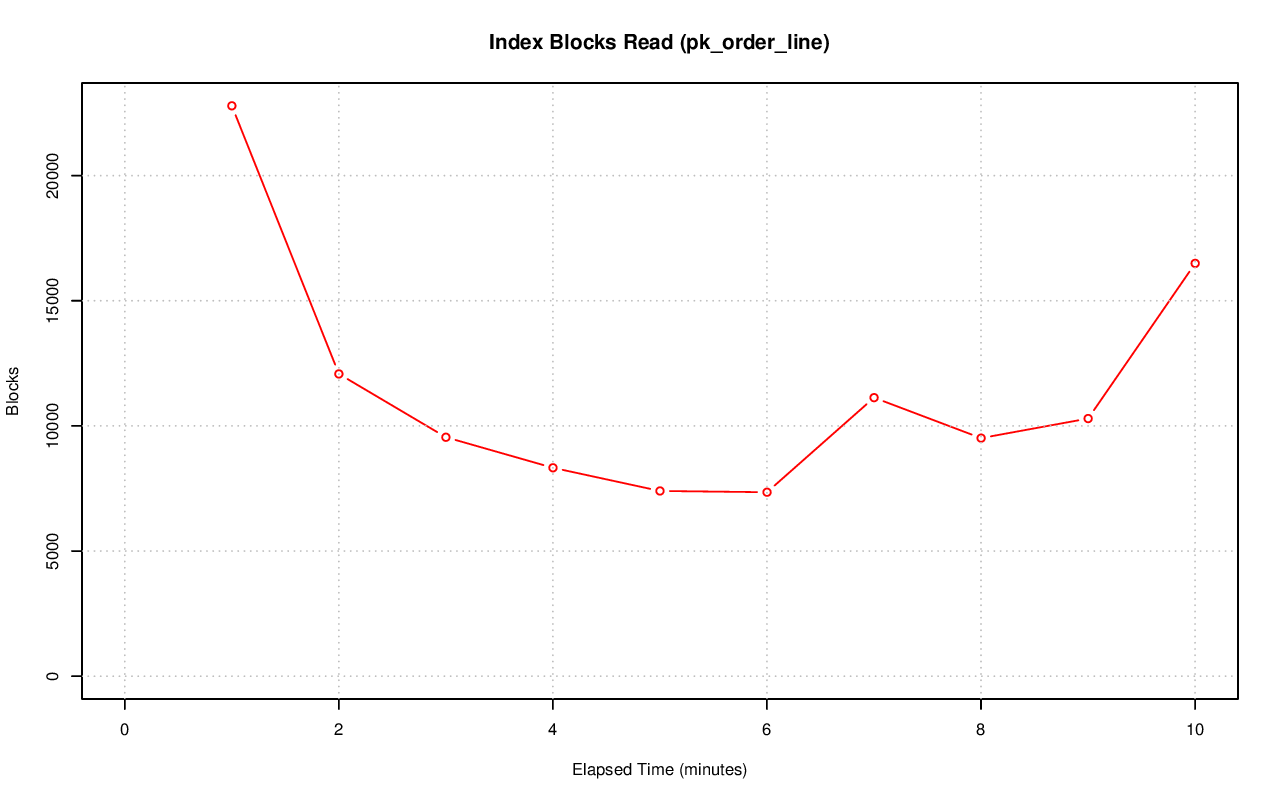 Index Blocks Read (pk_order_line)
Blocks
20000
15000
10000
5000
0
0 2 4 6 8 10
Elapsed Time (minutes)